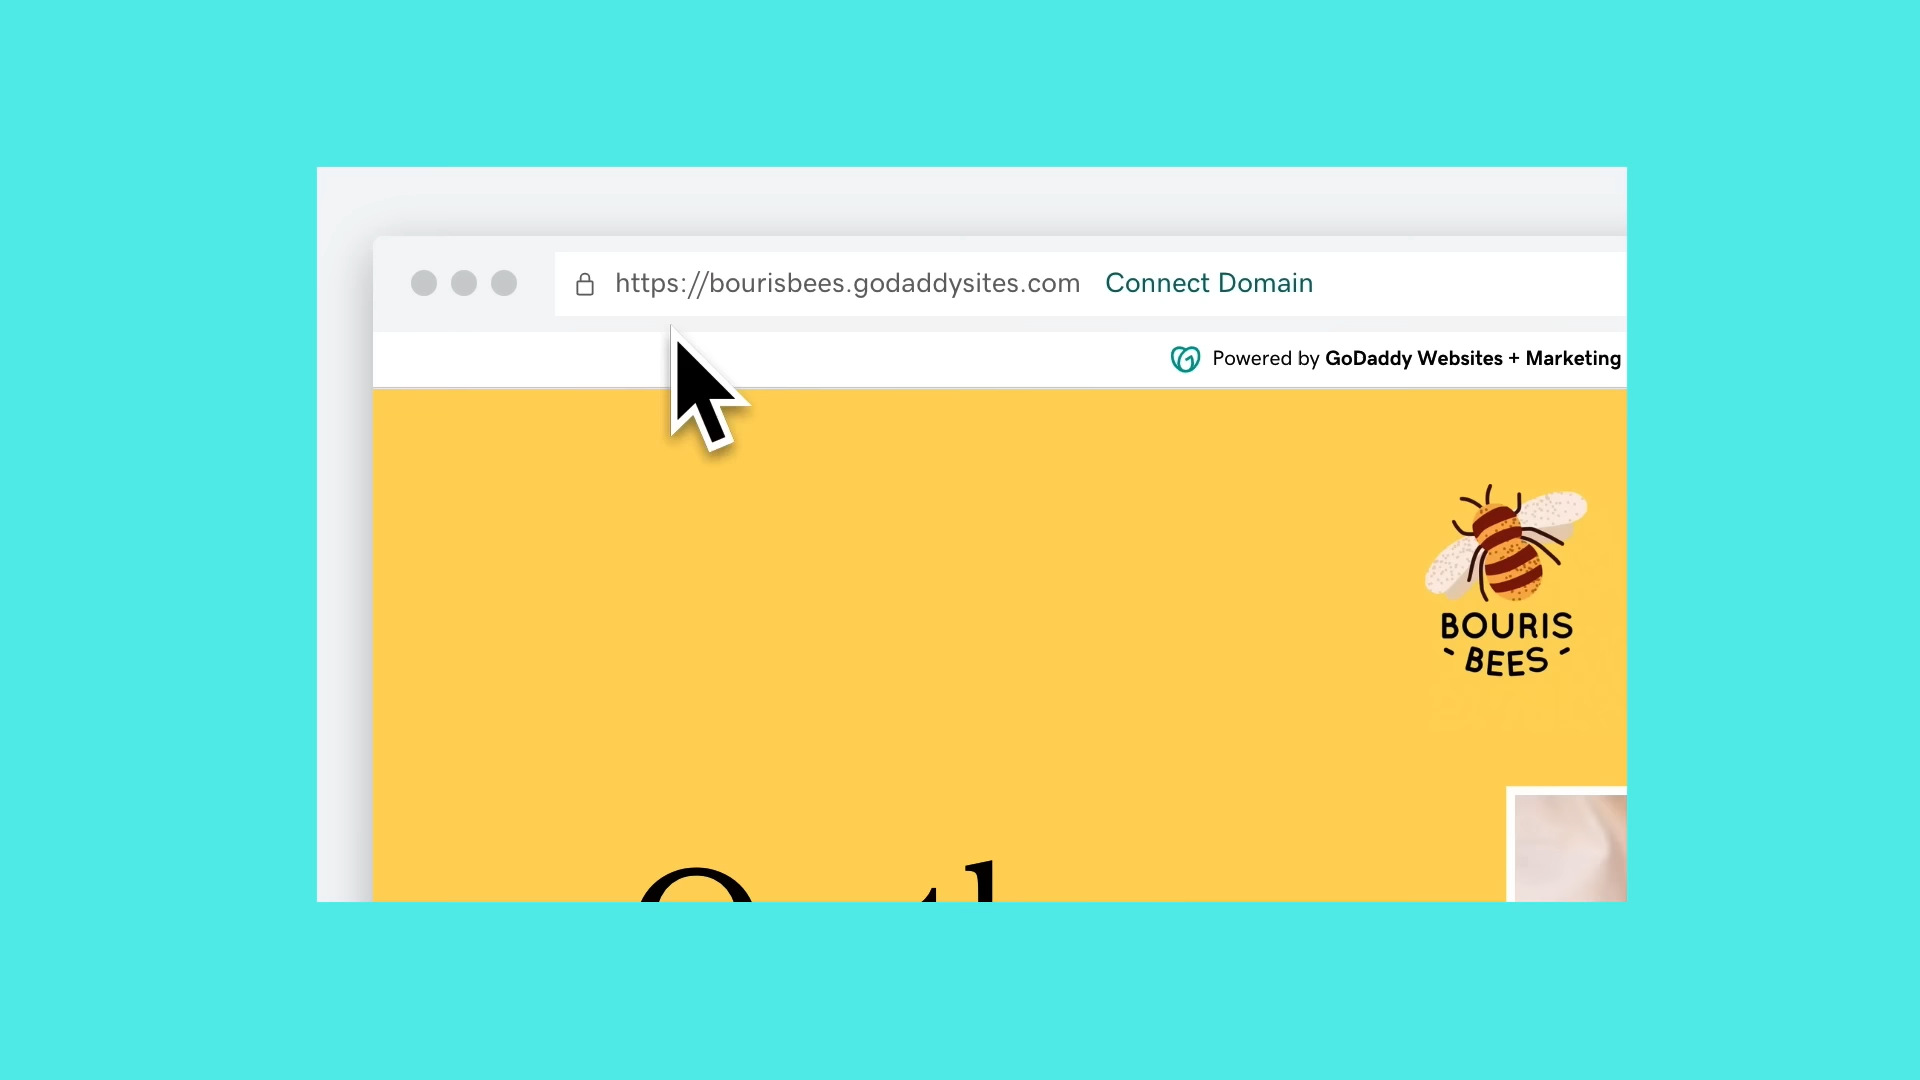 https://bourisbees.godaddysites.com Connect Domain
Powered by GoDaddy Websites + Marketing
BOURIS
BEES